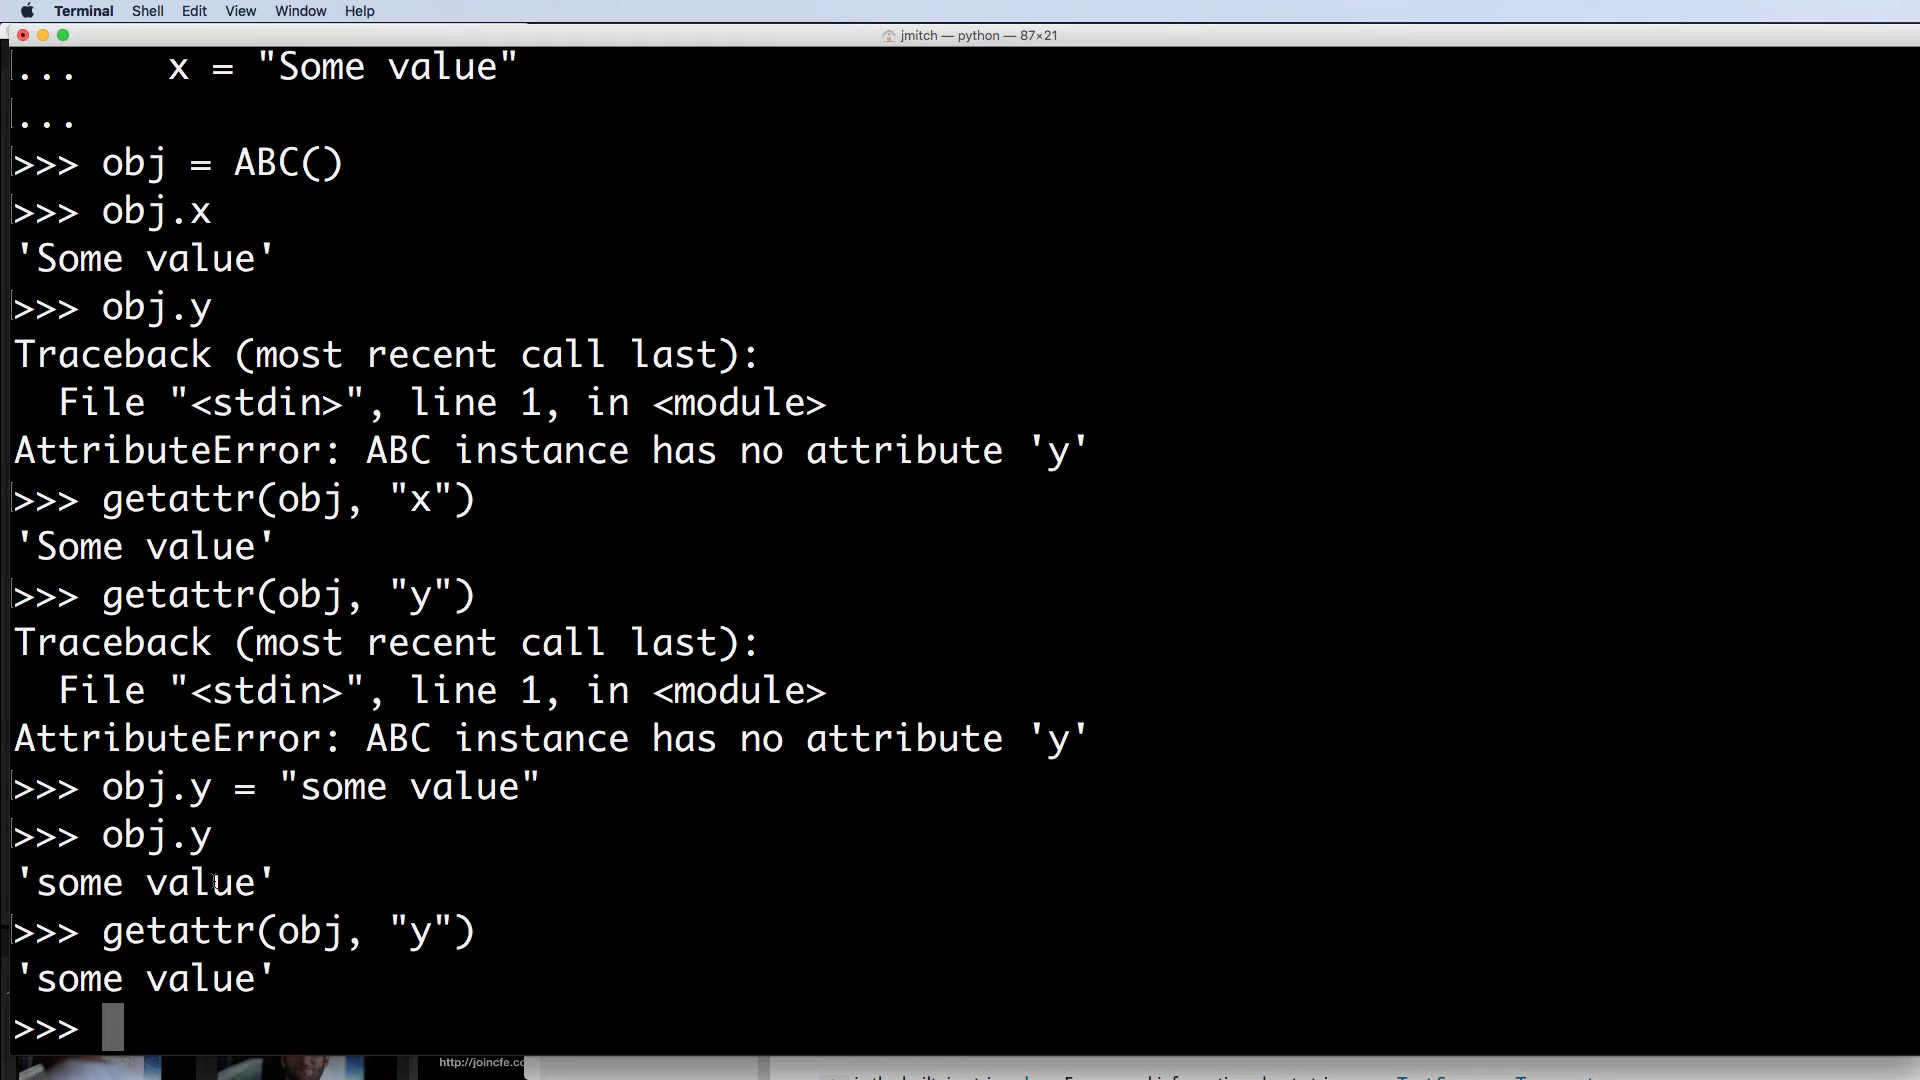 Terminal Shell Edit View Window Help
jmitch — python — 87×21
... x = "Some value"
...
>>> obj = ABC()
>>> obj.x
'Some value'
>>> obj.y
Traceback (most recent call last):
  File "<stdin>", line 1, in <module>
AttributeError: ABC instance has no attribute 'y'
>>> getattr(obj, "x")
'Some value'
>>> getattr(obj, "y")
Traceback (most recent call last):
  File "<stdin>", line 1, in <module>
AttributeError: ABC instance has no attribute 'y'
>>> obj.y = "some value"
>>> obj.y
'some value'
>>> getattr(obj, "y")
'some value'
>>>
http://joincfe.cc